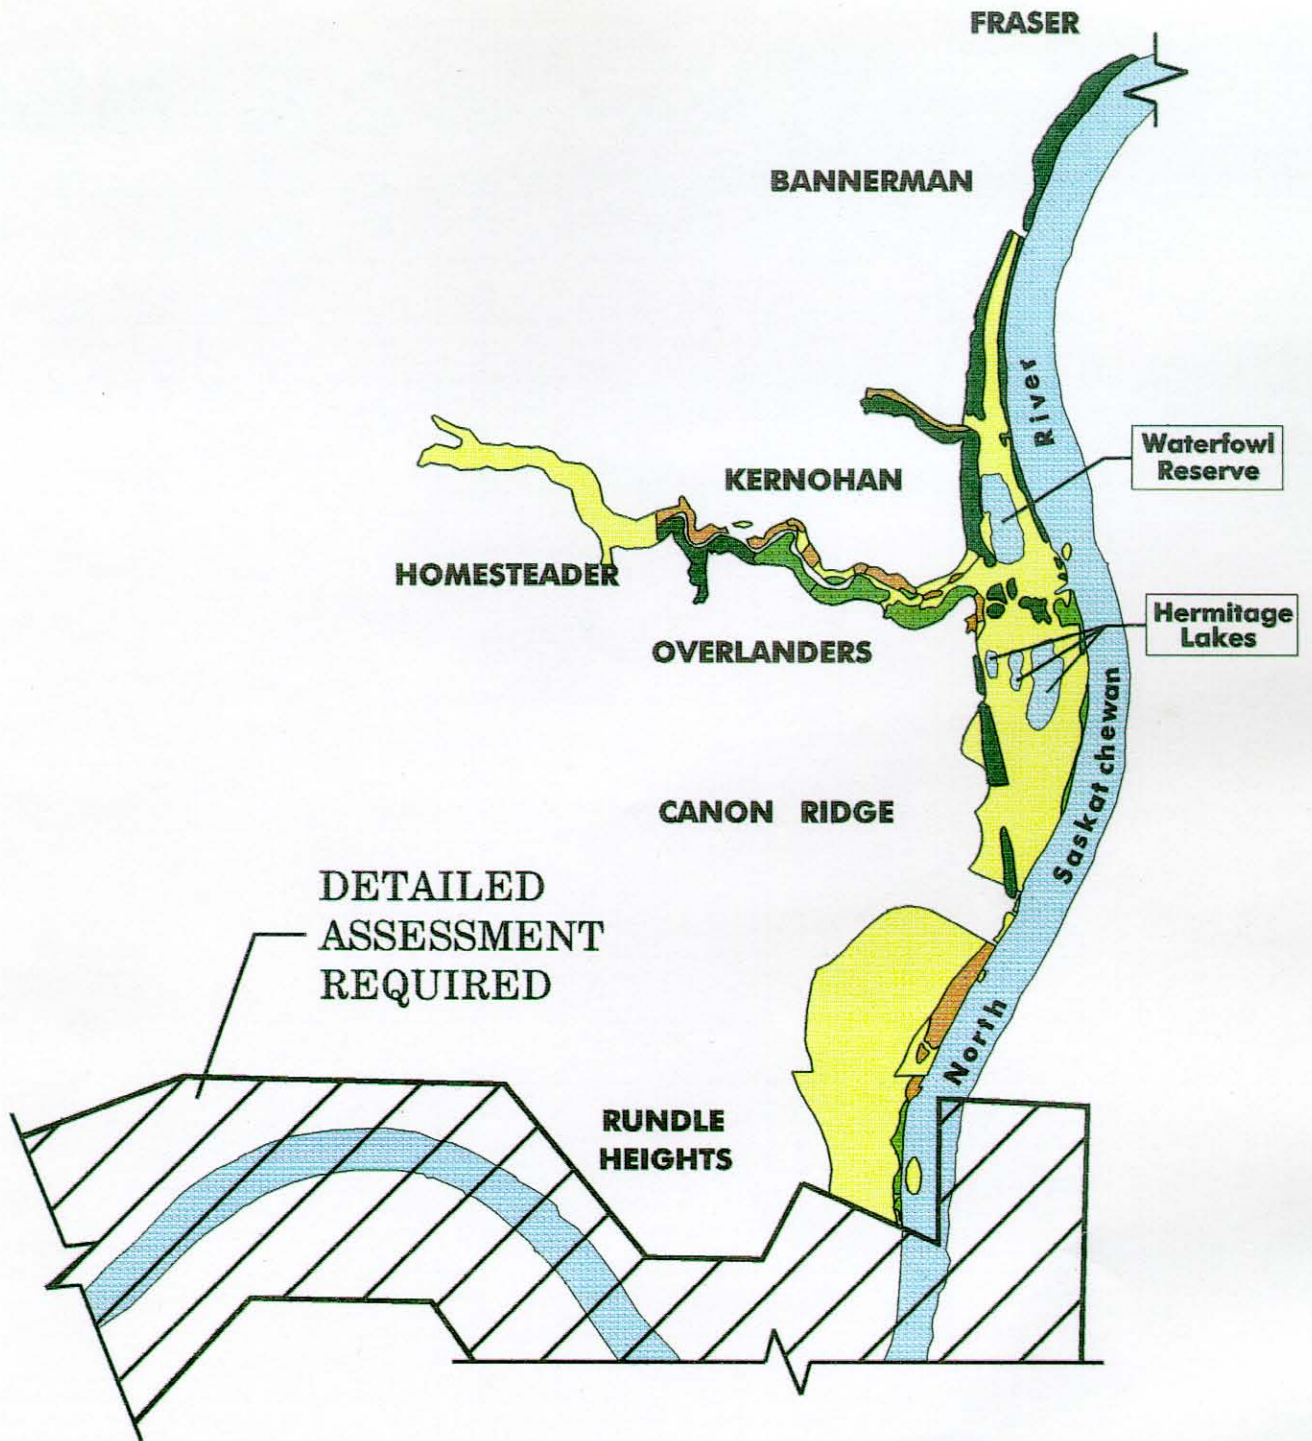 FRASER
BANNERMAN
River
Waterfowl
Reserve
KERNOHAN
HOMESTEADER
Hermitage
Lakes
OVERLANDERS
Saskatchewan
CANON RIDGE
DETAILED
ASSESSMENT
REQUIRED
North
RUNDLE
HEIGHTS